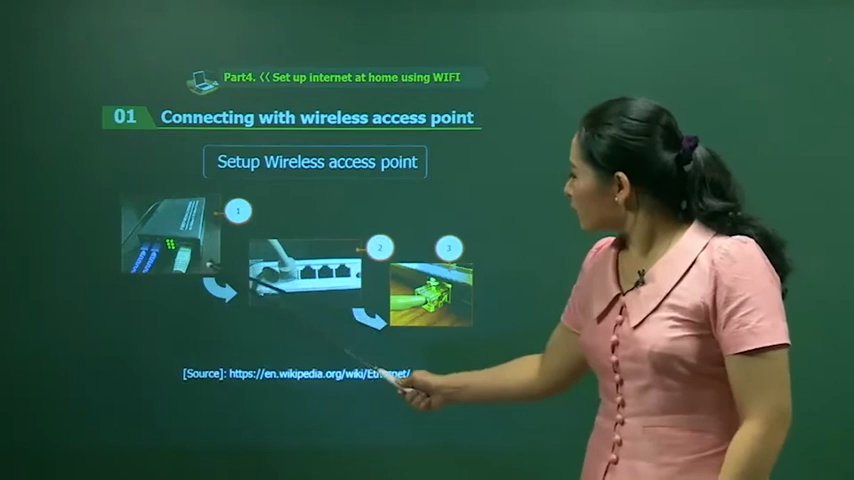 Part4. 《 Set up internet at home using WIFI
01 Connecting with wireless access point
Setup Wireless access point
1
2
3
[Source]: https://en.wikipedia.org/wiki/Ethernet/